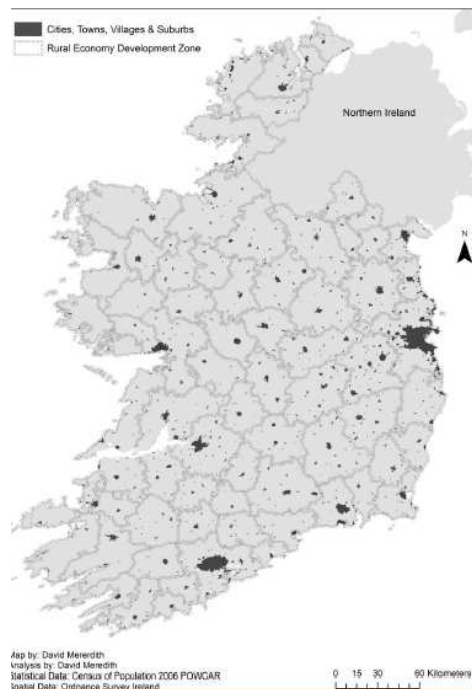 Cities, Towns, Villages & Suburbs
Rural Economy Development Zone
Northern Ireland
N
Map by: David Mererdith
Analysis by: David Meredith
Statistical Data: Census of Population 2006 POWCAR
Spatial Data: Ordnance Survey Ireland
0 15 30 60 Kilometers